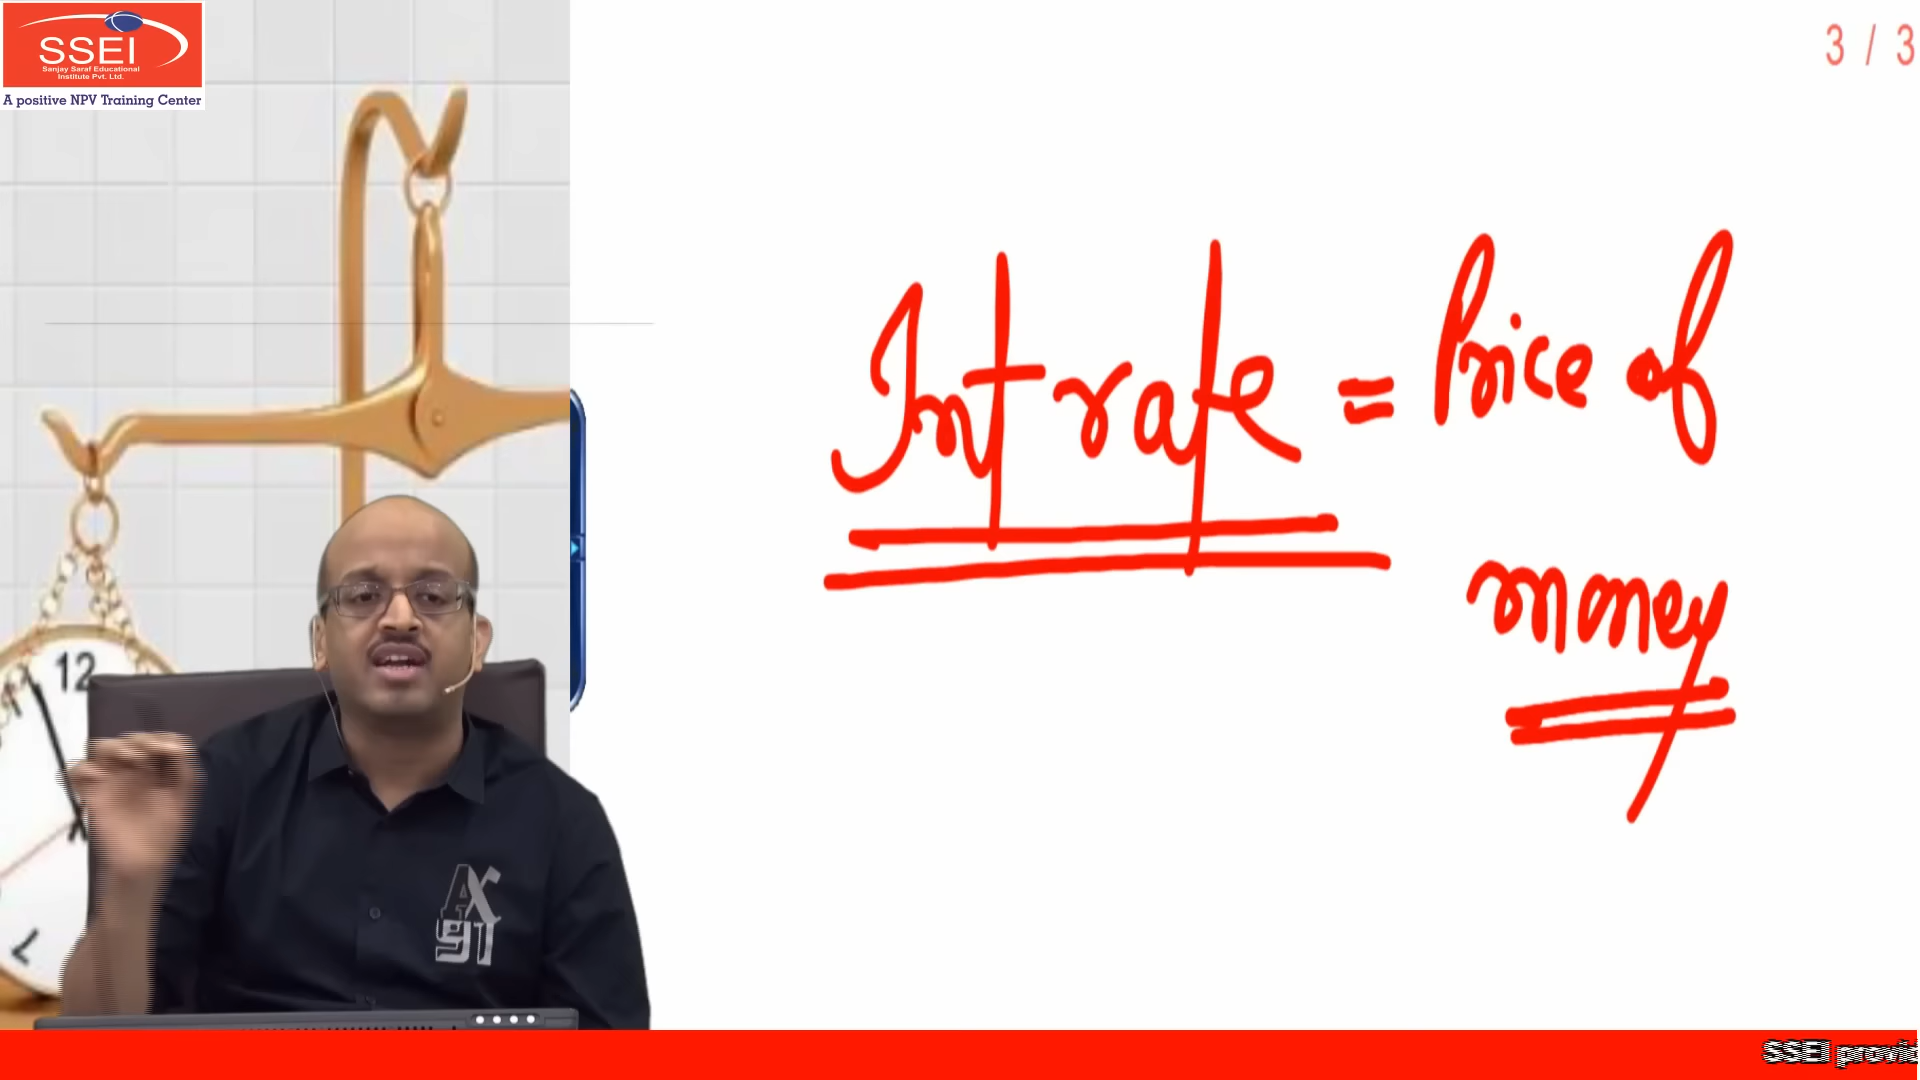 SSEI
Sanjay Saraf Educational
Institute Pvt. Ltd.
A positive NPV Training Center
3 / 3
Int rate = Price of
money
12
SSEI